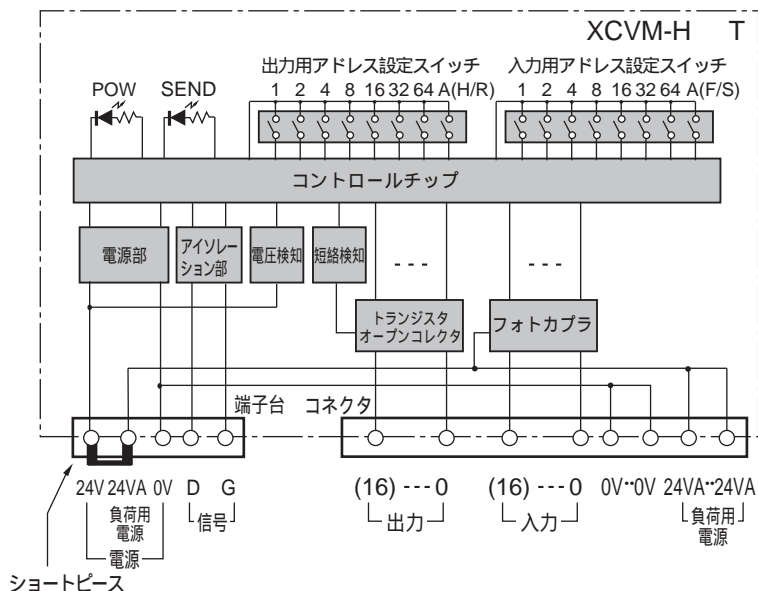 XCVM-H T
出力用アドレス設定スイッチ
入力用アドレス設定スイッチ
POW
SEND
1 2 4 8 16 32 64 A(H/R)
1 2 4 8 16 32 64 A(F/S)
コントロールチップ
電源部
アイソレー
ション部
電圧検知
短絡検知
---
---
トランジスタ
オープンコレクタ
フォトカプラ
端子台
コネクタ
24V 24VA 0V D G
負荷用
電源
電源
信号
(16) --- 0
出力
(16) --- 0
入力
0V··0V
24VA··24VA
負荷用
電源
ショートピース